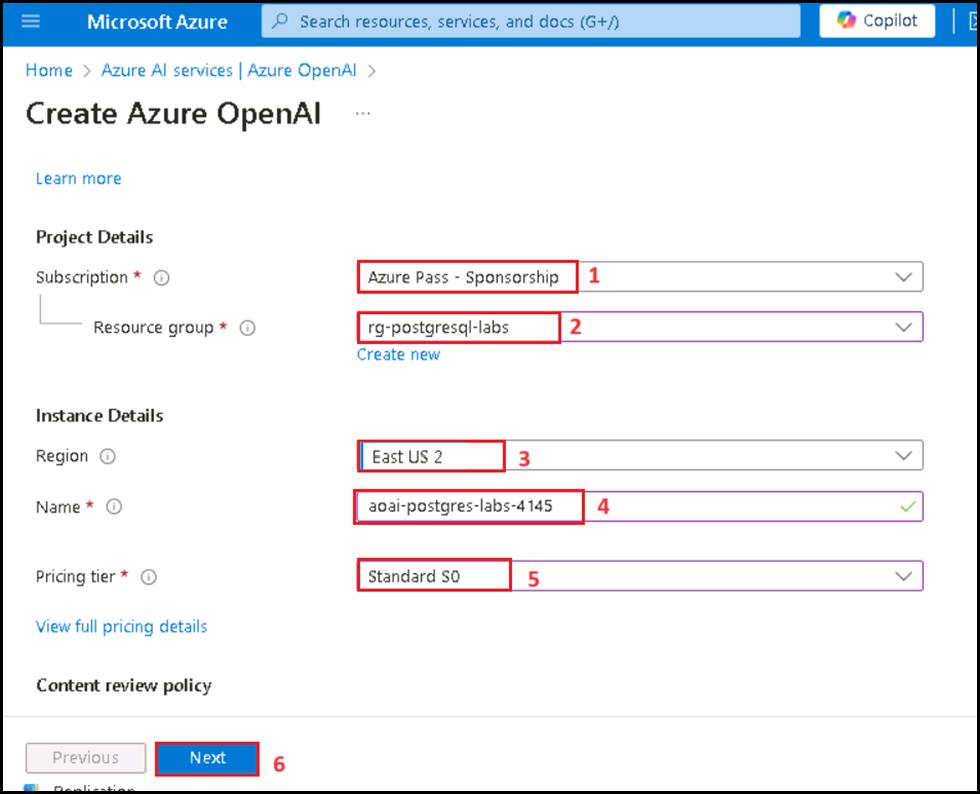 Microsoft Azure
Search resources, services, and docs (G+/)
Copilot
Home > Azure AI services | Azure OpenAI >
Create Azure OpenAI ...
Learn more
Project Details
Subscription *
Azure Pass - Sponsorship 1
Resource group *
rg-postgresql-labs 2
Create new
Instance Details
Region
East US 2 3
Name *
aoai-postgres-labs-4145 4
Pricing tier *
Standard S0 5
View full pricing details
Content review policy
Previous
Next 6
Replication